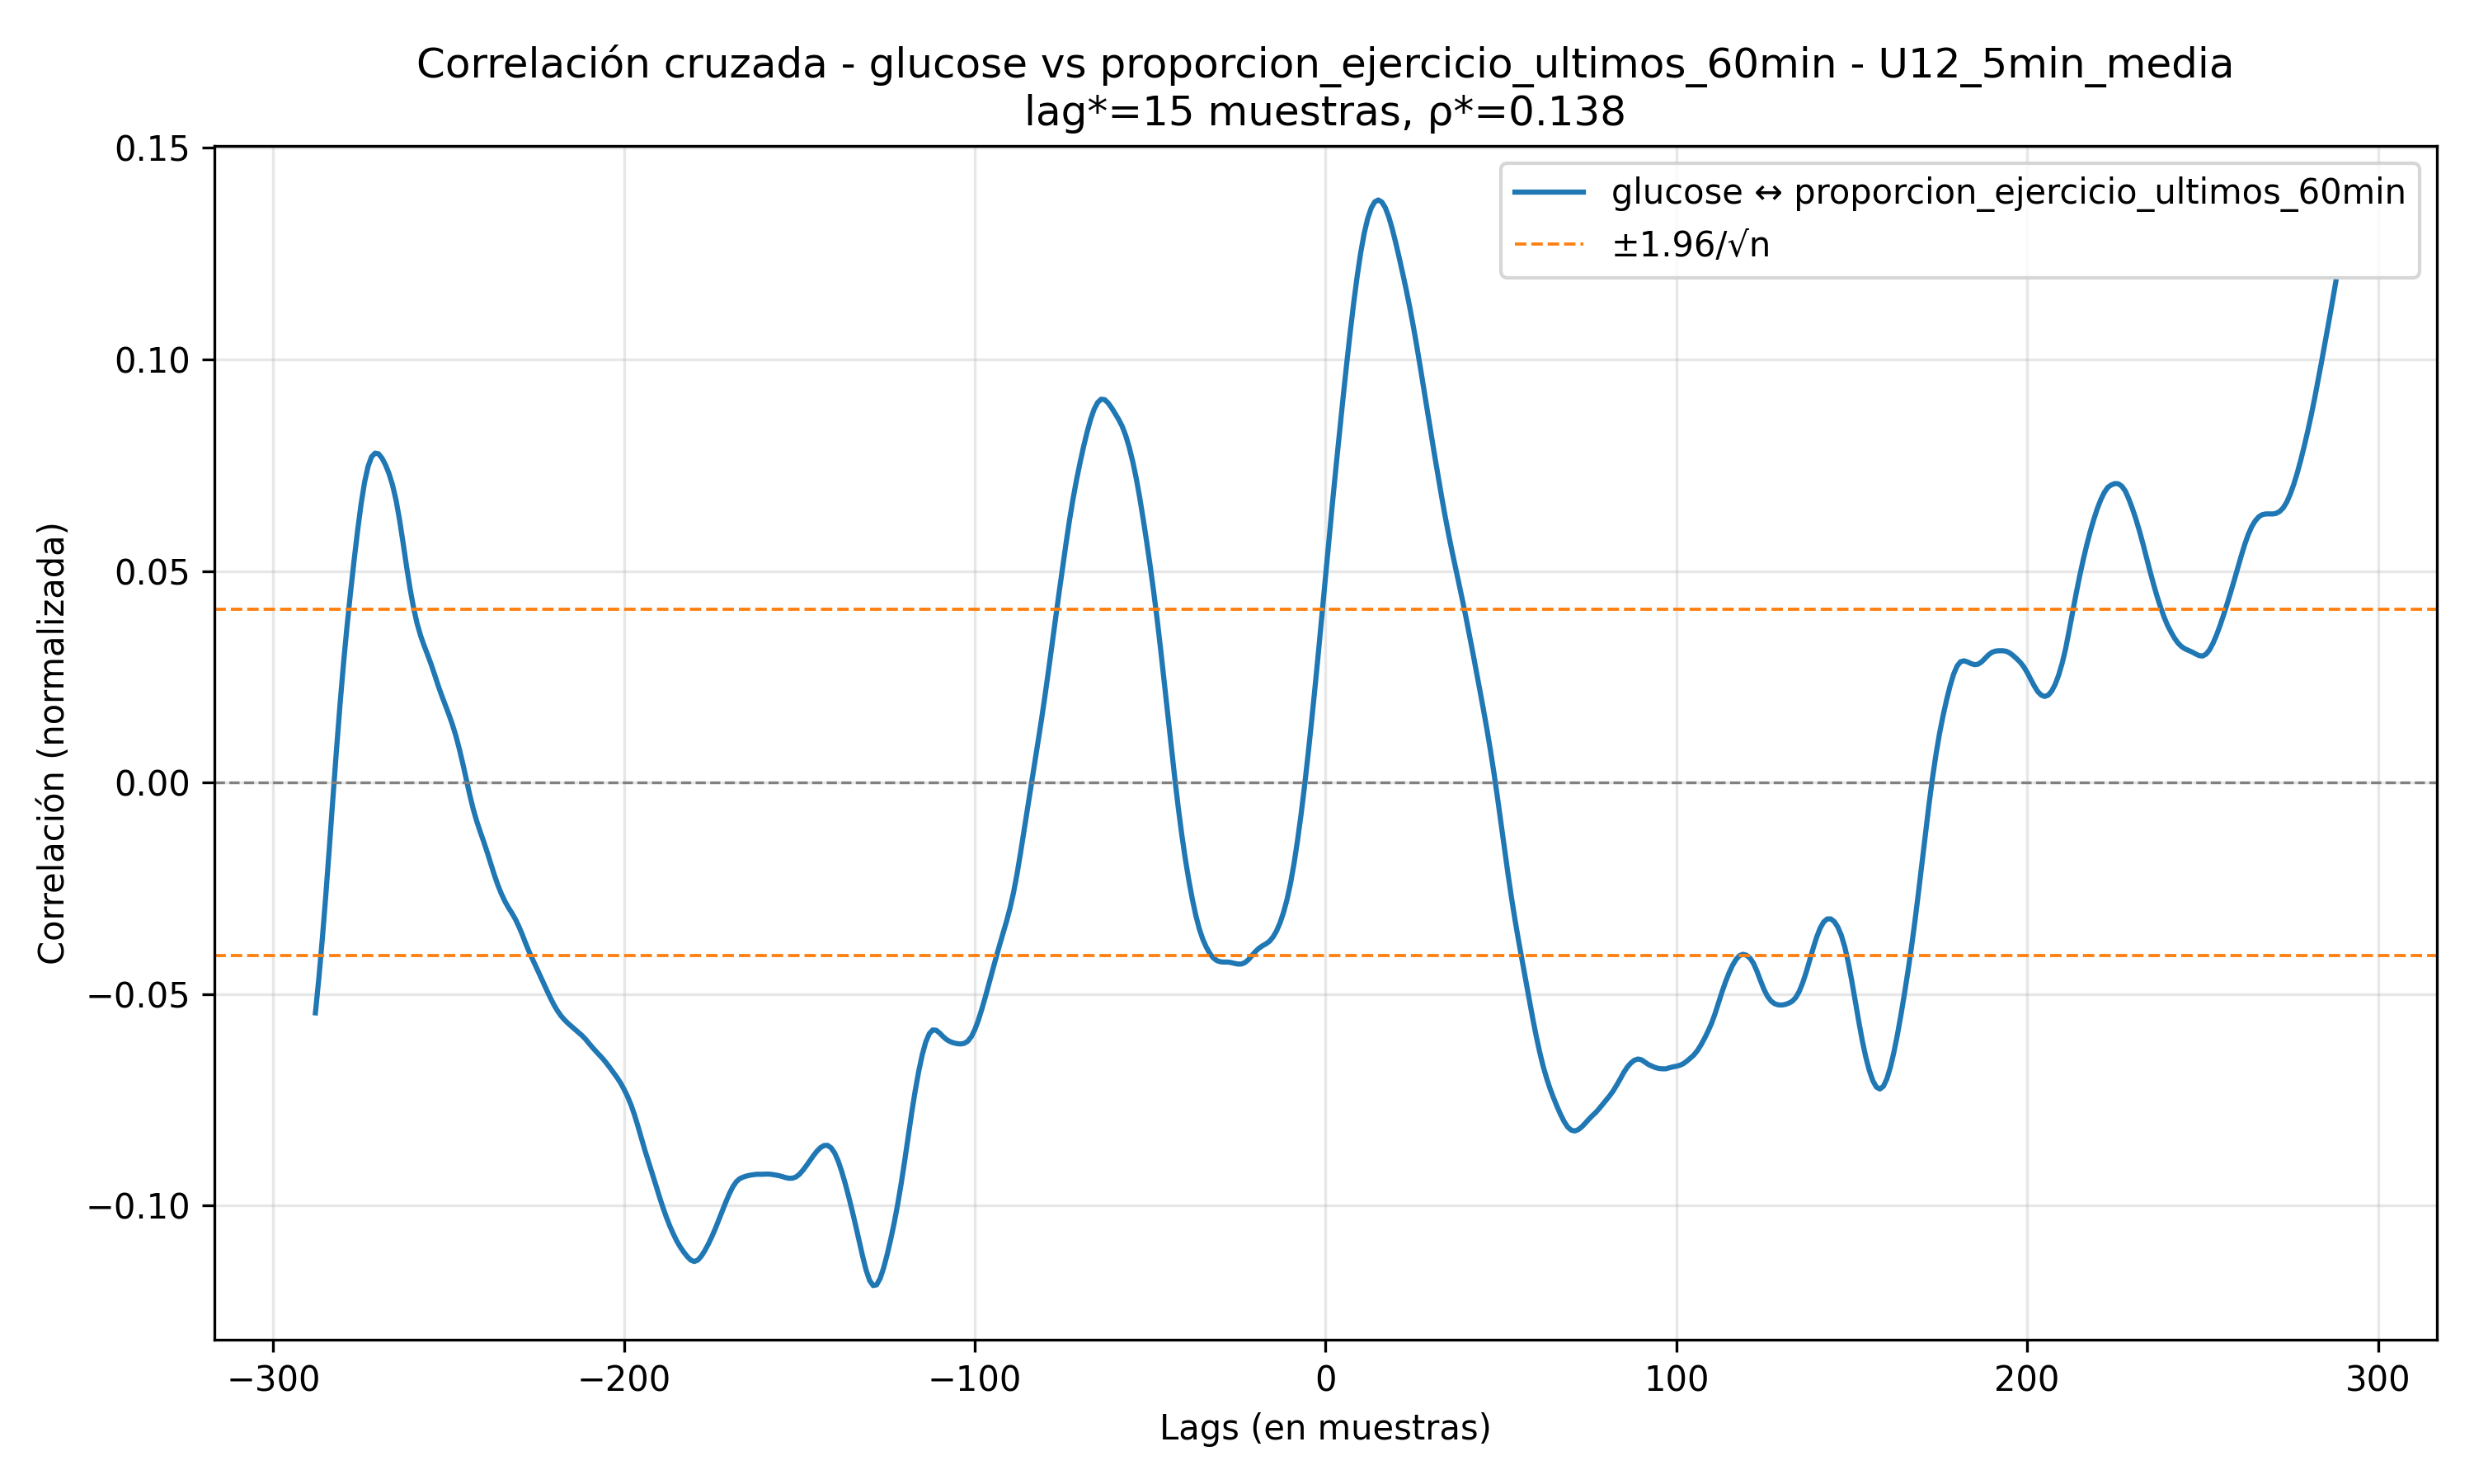 Correlación cruzada - glucose vs proporcion_ejercicio_ultimos_60min - U12_5min_media
lag*=15 muestras, ρ*=0.138
glucose ↔ proporcion_ejercicio_ultimos_60min
±1.96/√n
Correlación (normalizada)
0.15
0.10
0.05
0.00
−0.05
−0.10
−300
−200
−100
0
100
200
300
Lags (en muestras)